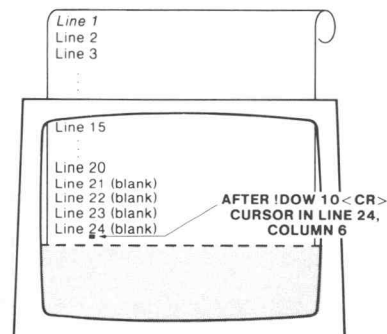 Line 1
Line 2
Line 3
Line 15
Line 20
Line 21 (blank)
Line 22 (blank)
Line 23 (blank)
Line 24 (blank)
AFTER !DOW 10<CR>
CURSOR IN LINE 24,
COLUMN 6